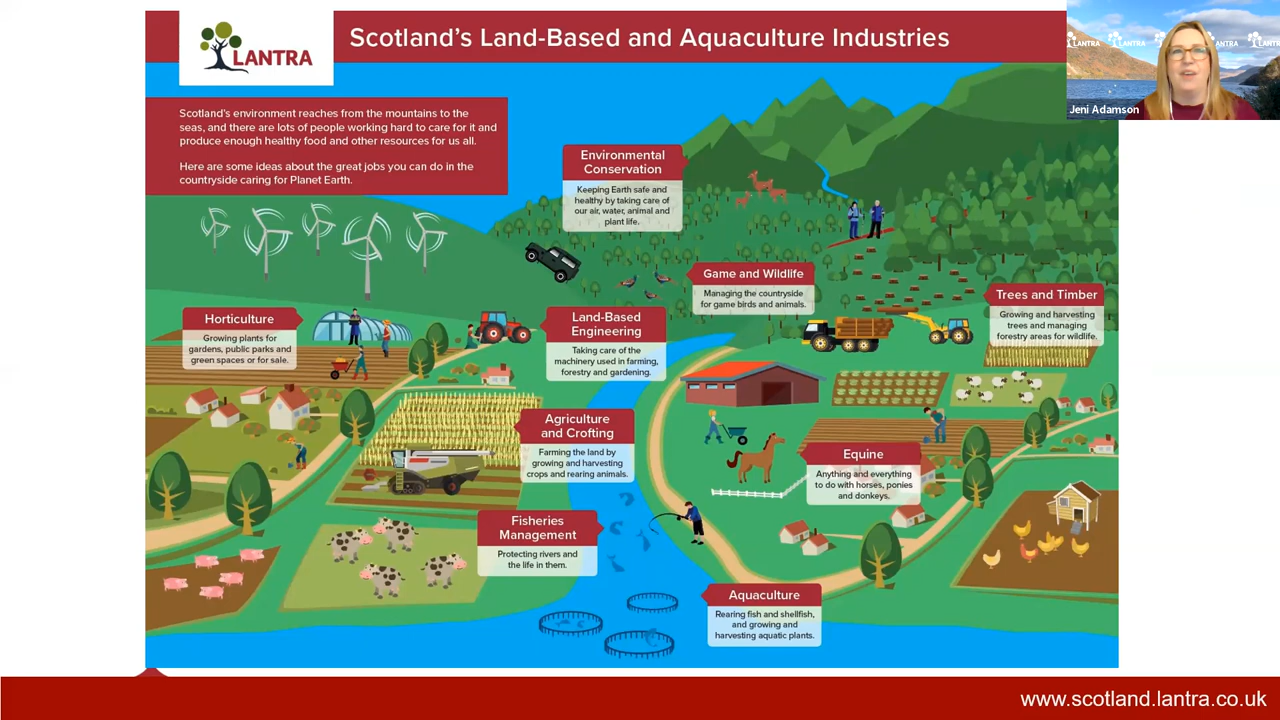 LANTRA
Scotland's Land-Based and Aquaculture Industries
LANTRA
LANTRA
LANTRA
LANTRA
Jeni Adamson
Scotland's environment reaches from the mountains to the
seas, and there are lots of people working hard to care for it and
produce enough healthy food and other resources for us all.
Here are some ideas about the great jobs you can do in the
countryside caring for Planet Earth.
Environmental
Conservation
Keeping Earth safe and
healthy by taking care of
our air, water, animal and
plant life.
Game and Wildlife
Managing the countryside
for game birds and animals.
Trees and Timber
Growing and harvesting
trees and managing
forestry areas for wildlife.
Horticulture
Growing plants for
gardens, public parks and
green spaces or for sale.
Land-Based
Engineering
Taking care of the
machinery used in farming,
forestry and gardening.
Agriculture
and Crofting
Farming the land by
growing and harvesting
crops and rearing animals.
Equine
Anything and everything
to do with horses, ponies
and donkeys.
Fisheries
Management
Protecting rivers and
the life in them.
Aquaculture
Rearing fish and shellfish,
and growing and
harvesting aquatic plants.
www.scotland.lantra.co.uk